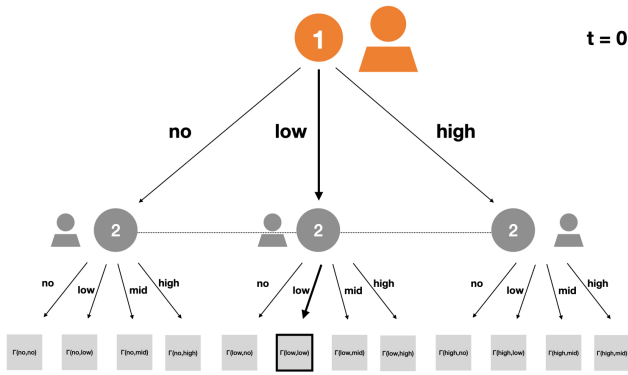 1
t = 0
no
low
high
2
2
2
no
low
mid
high
no
low
mid
high
no
low
mid
high
Γ(no,no)
Γ(no,low)
Γ(no,mid)
Γ(no,high)
Γ(low,no)
Γ(low,low)
Γ(low,mid)
Γ(low,high)
Γ(high,no)
Γ(high,low)
Γ(high,mid)
Γ(high,mid)